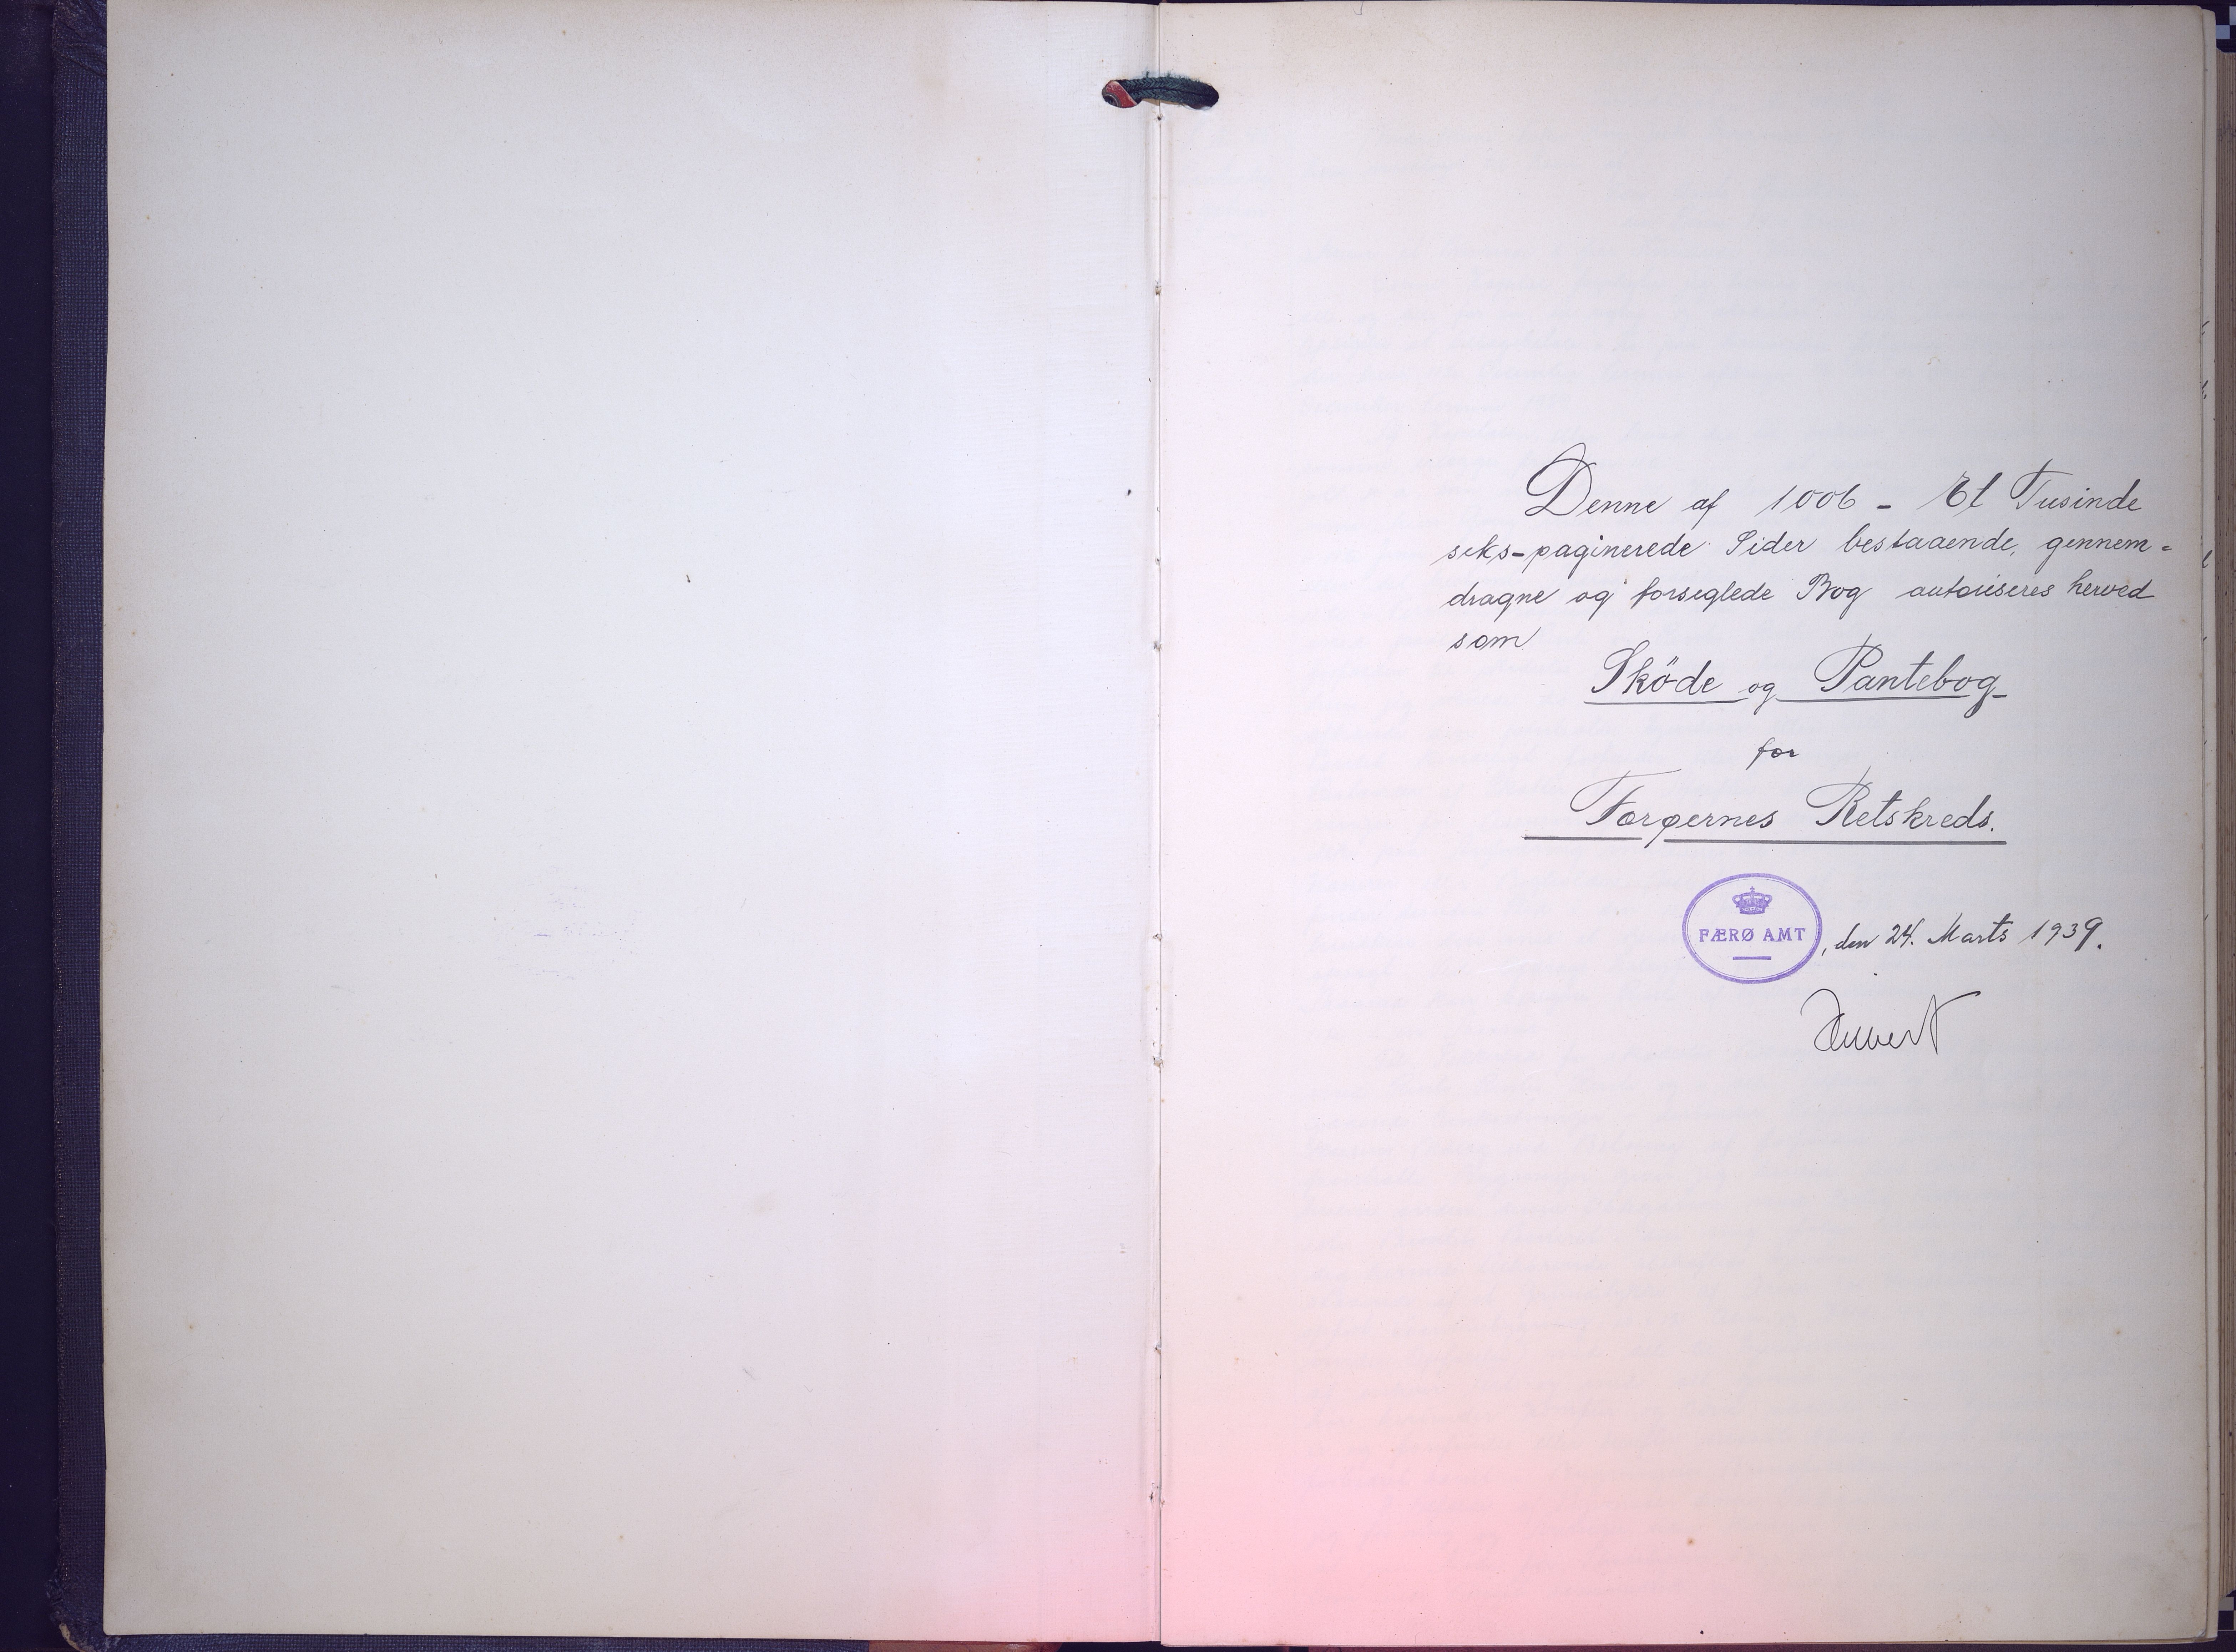 Denne af 1006 - Et Tusinde
seks-paginerede Sider bestaaende, gennem=
dragne og forseglede Bog autoriseres herved
som
Sköde og Pantebog
for
Færøernes Retskreds.
FÆRØ AMT
, den 24. Marts 1939.